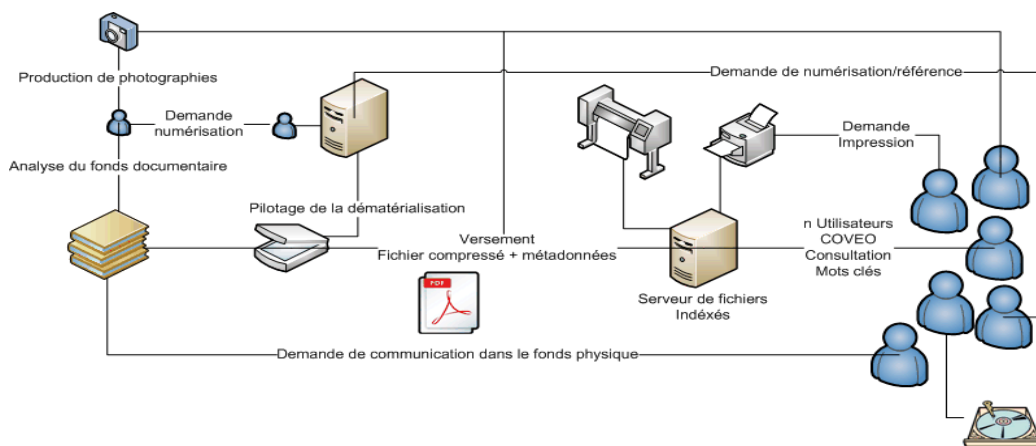 Production de photographies
Demande de numérisation/référence
Demande
numérisation
Demande
Impression
Analyse du fonds documentaire
Pilotage de la dématérialisation
Versement
Fichier compressé + métadonnées
n Utilisateurs
COVEO
Consultation
Mots clés
PDF
Serveur de fichiers
Indéxés
Demande de communication dans le fonds physique